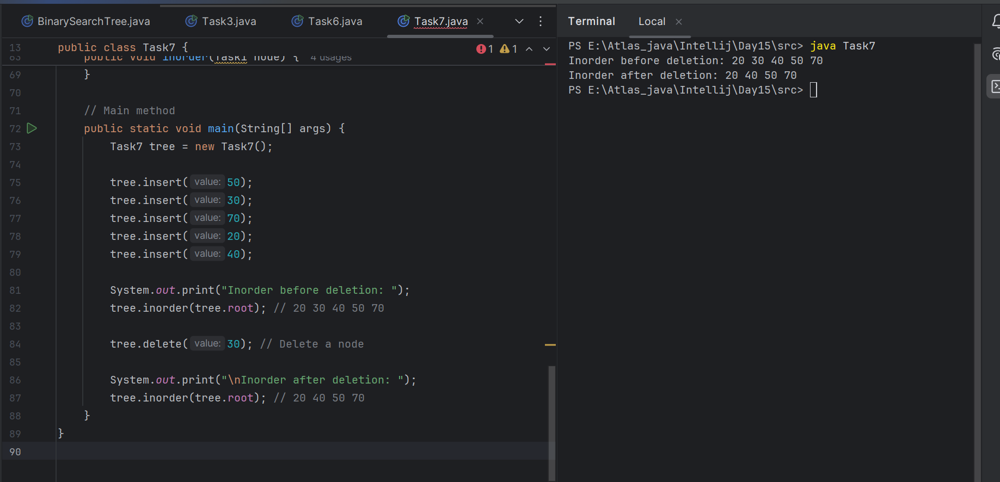 BinarySearchTree.java Task3.java Task6.java Task7.java
13 public class Task7 { 1 1
63 public void inorder(Task1 node) { 4 usages
69 }
70
71 // Main method
72 public static void main(String[] args) {
73 Task7 tree = new Task7();
74
75 tree.insert( value: 50);
76 tree.insert( value: 30);
77 tree.insert( value: 70);
78 tree.insert( value: 20);
79 tree.insert( value: 40);
80
81 System.out.print("Inorder before deletion: ");
82 tree.inorder(tree.root); // 20 30 40 50 70
83
84 tree.delete( value: 30); // Delete a node
85
86 System.out.print("\nInorder after deletion: ");
87 tree.inorder(tree.root); // 20 40 50 70
88 }
89 }
90
Terminal Local
PS E:\Atlas_java\Intellij\Day15\src> java Task7
Inorder before deletion: 20 30 40 50 70
Inorder after deletion: 20 40 50 70
PS E:\Atlas_java\Intellij\Day15\src>